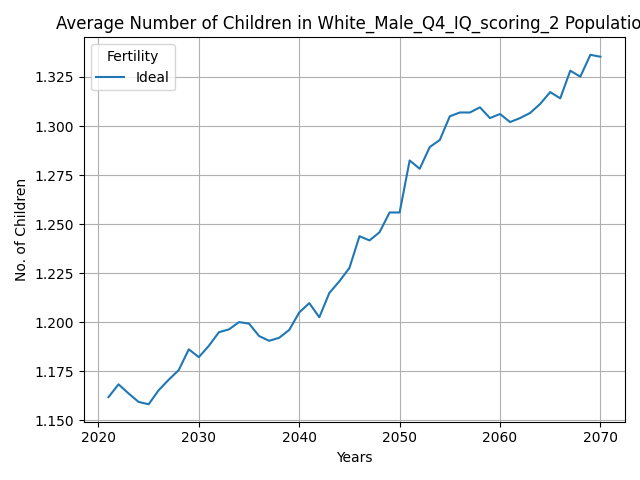 Average Number of Children in White_Male_Q4_IQ_scoring_2 Populatio
Fertility
Ideal
No. of Children
1.325
1.300
1.275
1.250
1.225
1.200
1.175
1.150
2020 2030 2040 2050 2060 2070
Years